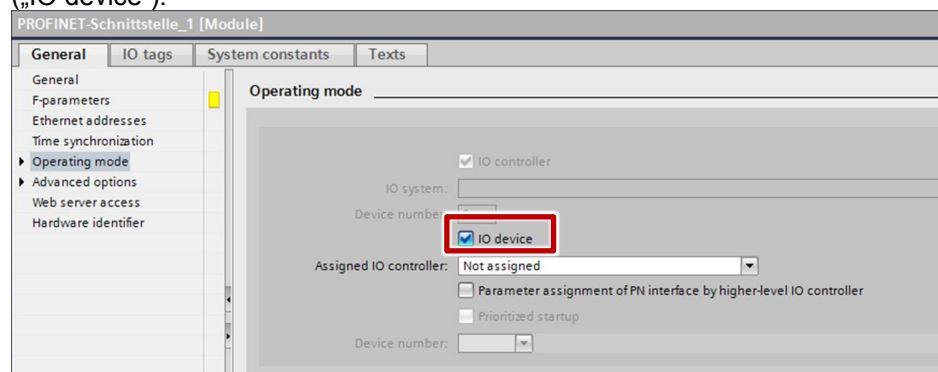 („IO device“).
PROFINET-Schnittstelle_1 [Module]
General IO tags System constants Texts
General
F-parameters
Ethernet addresses
Time synchronization
Operating mode
Advanced options
Web server access
Hardware identifier
Operating mode
IO controller
IO system:
Device number:
IO device
Assigned IO controller: Not assigned
Parameter assignment of PN interface by higher-level IO controller
Prioritized startup
Device number: